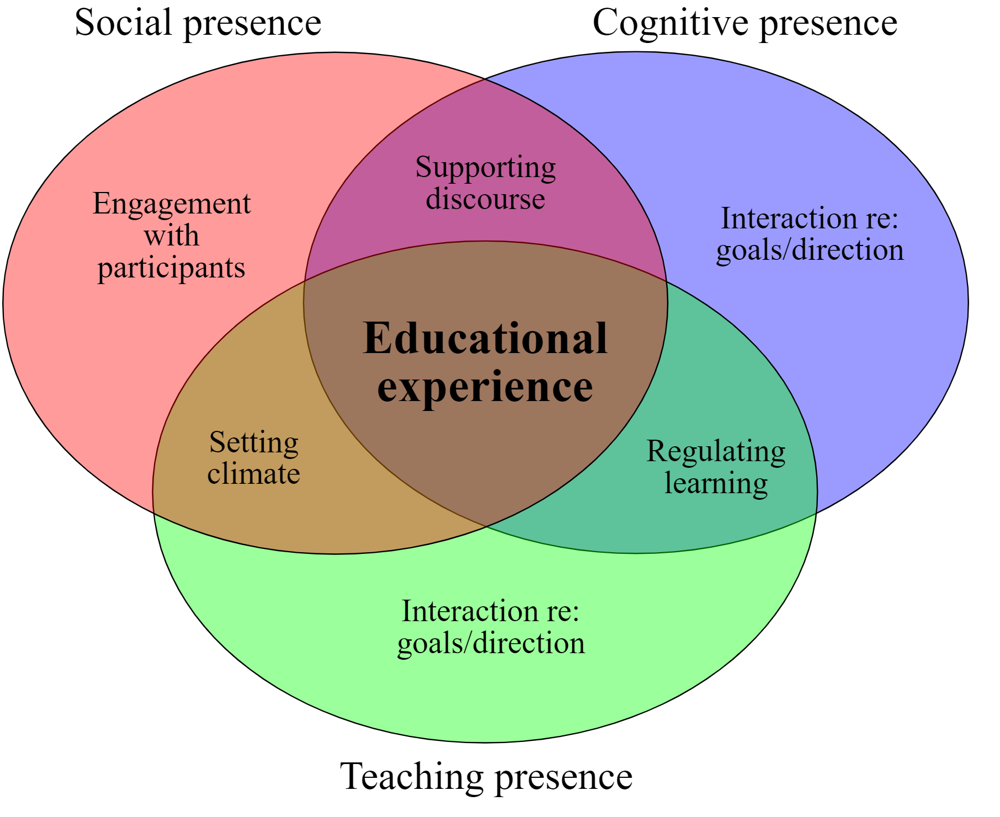 Social presence
Cognitive presence
Supporting
discourse
Engagement
with
participants
Interaction re:
goals/direction
Educational
experience
Setting
climate
Regulating
learning
Interaction re:
goals/direction
Teaching presence